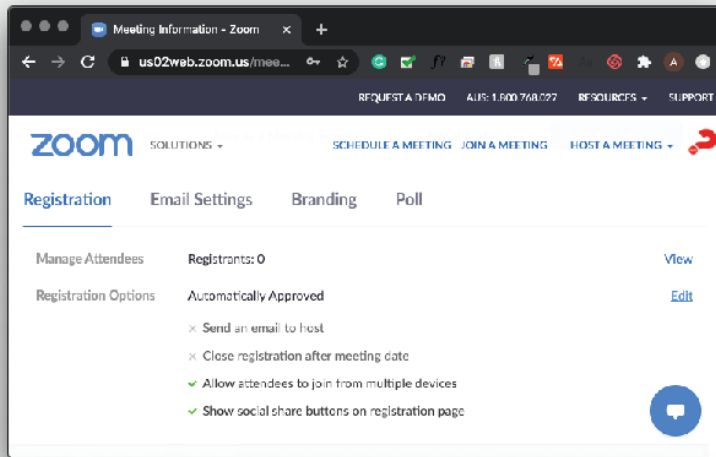 Meeting Information - Zoom
us02web.zoom.us/mee...
REQUEST A DEMO AUS: 1.800.768.027 RESOURCES SUPPORT
zoom SOLUTIONS SCHEDULE A MEETING JOIN A MEETING HOST A MEETING
Registration Email Settings Branding Poll
Manage Attendees Registrants: 0 View
Registration Options Automatically Approved Edit
Send an email to host
Close registration after meeting date
Allow attendees to join from multiple devices
Show social share buttons on registration page